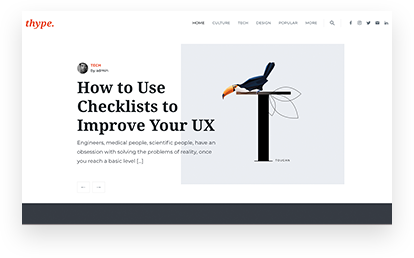 thype.
HOME CULTURE TECH DESIGN POPULAR MORE
TECH
by admin
How to Use
Checklists to
Improve Your UX
Engineers, medical people, scientific people, have an
obsession with solving the problems of reality, once
you reach a basic level [...]
TOUCAN